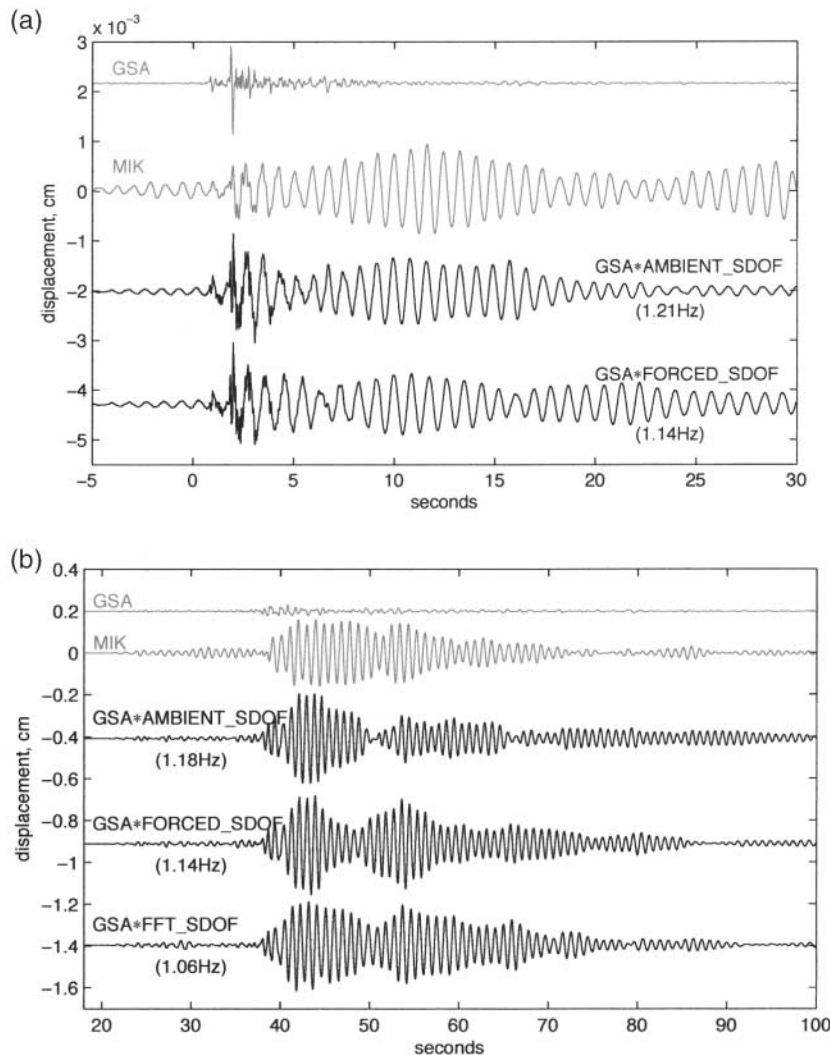 (a)
x 10⁻³
3
2
1
0
−1
−2
−3
−4
−5
displacement, cm
GSA
MIK
GSA∗AMBIENT_SDOF
(1.21Hz)
GSA∗FORCED_SDOF
(1.14Hz)
−5 0 5 10 15 20 25 30
seconds
(b)
0.4
0.2
0
−0.2
−0.4
−0.6
−0.8
−1
−1.2
−1.4
−1.6
displacement, cm
GSA
MIK
GSA∗AMBIENT_SDOF
(1.18Hz)
GSA∗FORCED_SDOF
(1.14Hz)
GSA∗FFT_SDOF
(1.06Hz)
20 30 40 50 60 70 80 90 100
seconds